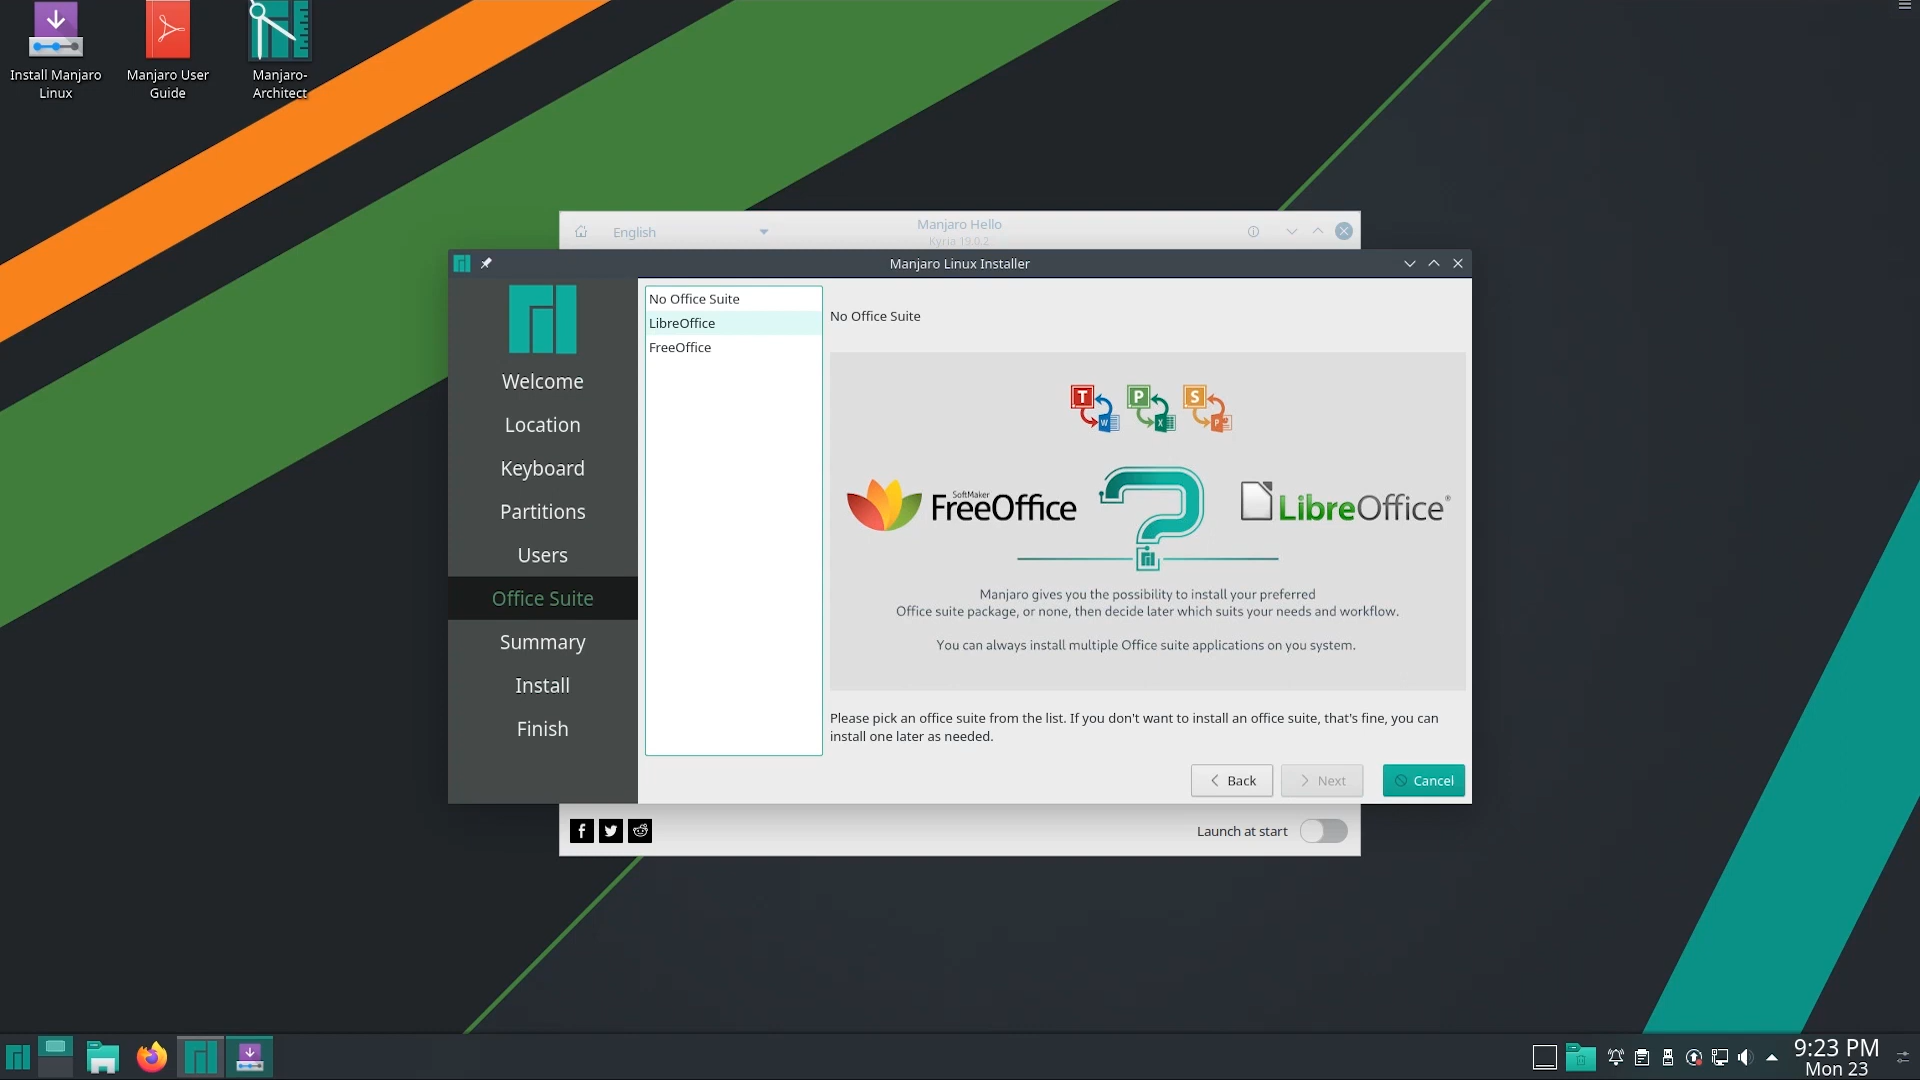 Install Manjaro
Linux
Manjaro User
Guide
Manjaro-
Architect
English
Manjaro Hello
Kyria 19.0.2
Manjaro Linux Installer
Welcome
Location
Keyboard
Partitions
Users
Office Suite
Summary
Install
Finish
No Office Suite
LibreOffice
FreeOffice
No Office Suite
T W P X S P
SoftMaker
FreeOffice
?
LibreOffice®
Manjaro gives you the possibility to install your preferred
Office suite package, or none, then decide later which suits your needs and workflow.
You can always install multiple Office suite applications on you system.
Please pick an office suite from the list. If you don't want to install an office suite, that's fine, you can
install one later as needed.
Back
Next
Cancel
Launch at start
9:23 PM
Mon 23